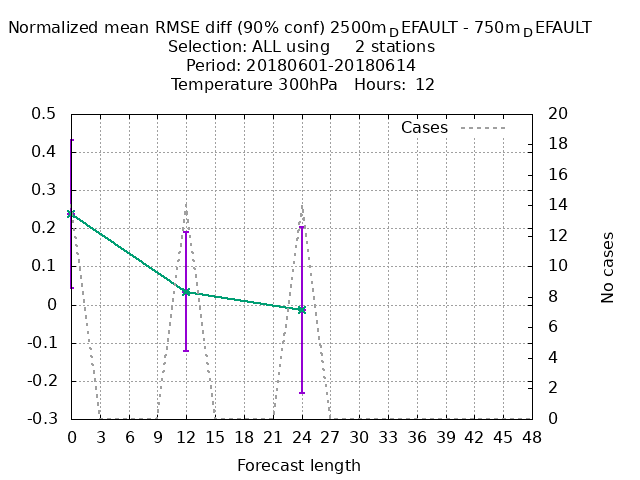 Normalized mean RMSE diff (90% conf) 2500m_DEFAULT - 750m_DEFAULT
Selection: ALL using     2 stations
Period: 20180601-20180614
Temperature 300hPa   Hours:  12
Cases
0.5
0.4
0.3
0.2
0.1
0
-0.1
-0.2
-0.3
20
18
16
14
12
10
8
6
4
2
0
No cases
0 3 6 9 12 15 18 21 24 27 30 33 36 39 42 45 48
Forecast length